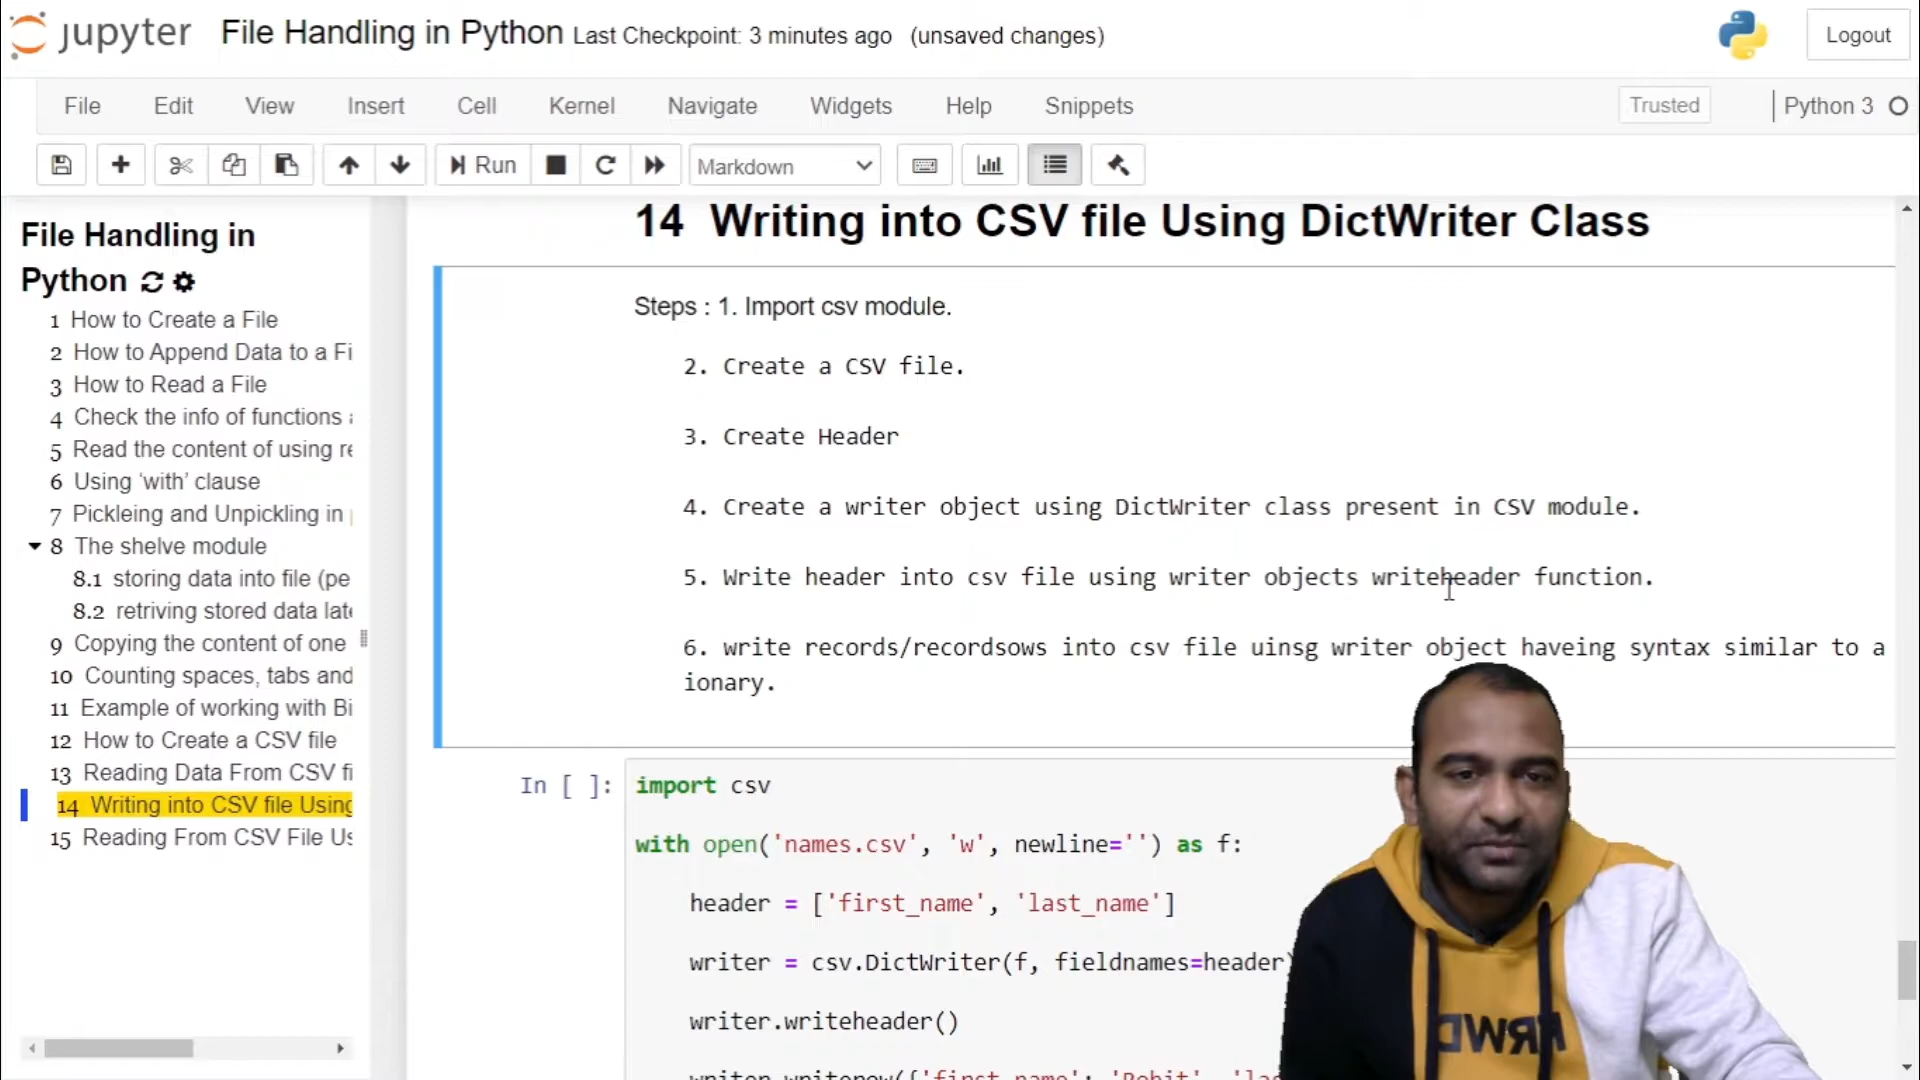 jupyter File Handling in Python Last Checkpoint: 3 minutes ago (unsaved changes) Logout
File Edit View Insert Cell Kernel Navigate Widgets Help Snippets Trusted Python 3
Run Markdown
File Handling in
Python
1 How to Create a File
2 How to Append Data to a Fi
3 How to Read a File
4 Check the info of functions
5 Read the content of using re
6 Using ‘with’ clause
7 Pickleing and Unpickling in
8 The shelve module
8.1 storing data into file (pe
8.2 retriving stored data late
9 Copying the content of one
10 Counting spaces, tabs and
11 Example of working with Bi
12 How to Create a CSV file
13 Reading Data From CSV fi
14 Writing into CSV file Using
15 Reading From CSV File Us
14 Writing into CSV file Using DictWriter Class
Steps : 1. Import csv module.
2. Create a CSV file.
3. Create Header
4. Create a writer object using DictWriter class present in CSV module.
5. Write header into csv file using writer objects writeheader function.
6. write records/recordsows into csv file uinsg writer object haveing syntax similar to a
ionary.
In [ ]: import csv
with open('names.csv', 'w', newline='') as f:
header = ['first_name', 'last_name']
writer = csv.DictWriter(f, fieldnames=header)
writer.writeheader()
writer.writerow({'first_name': 'Rohit', 'las